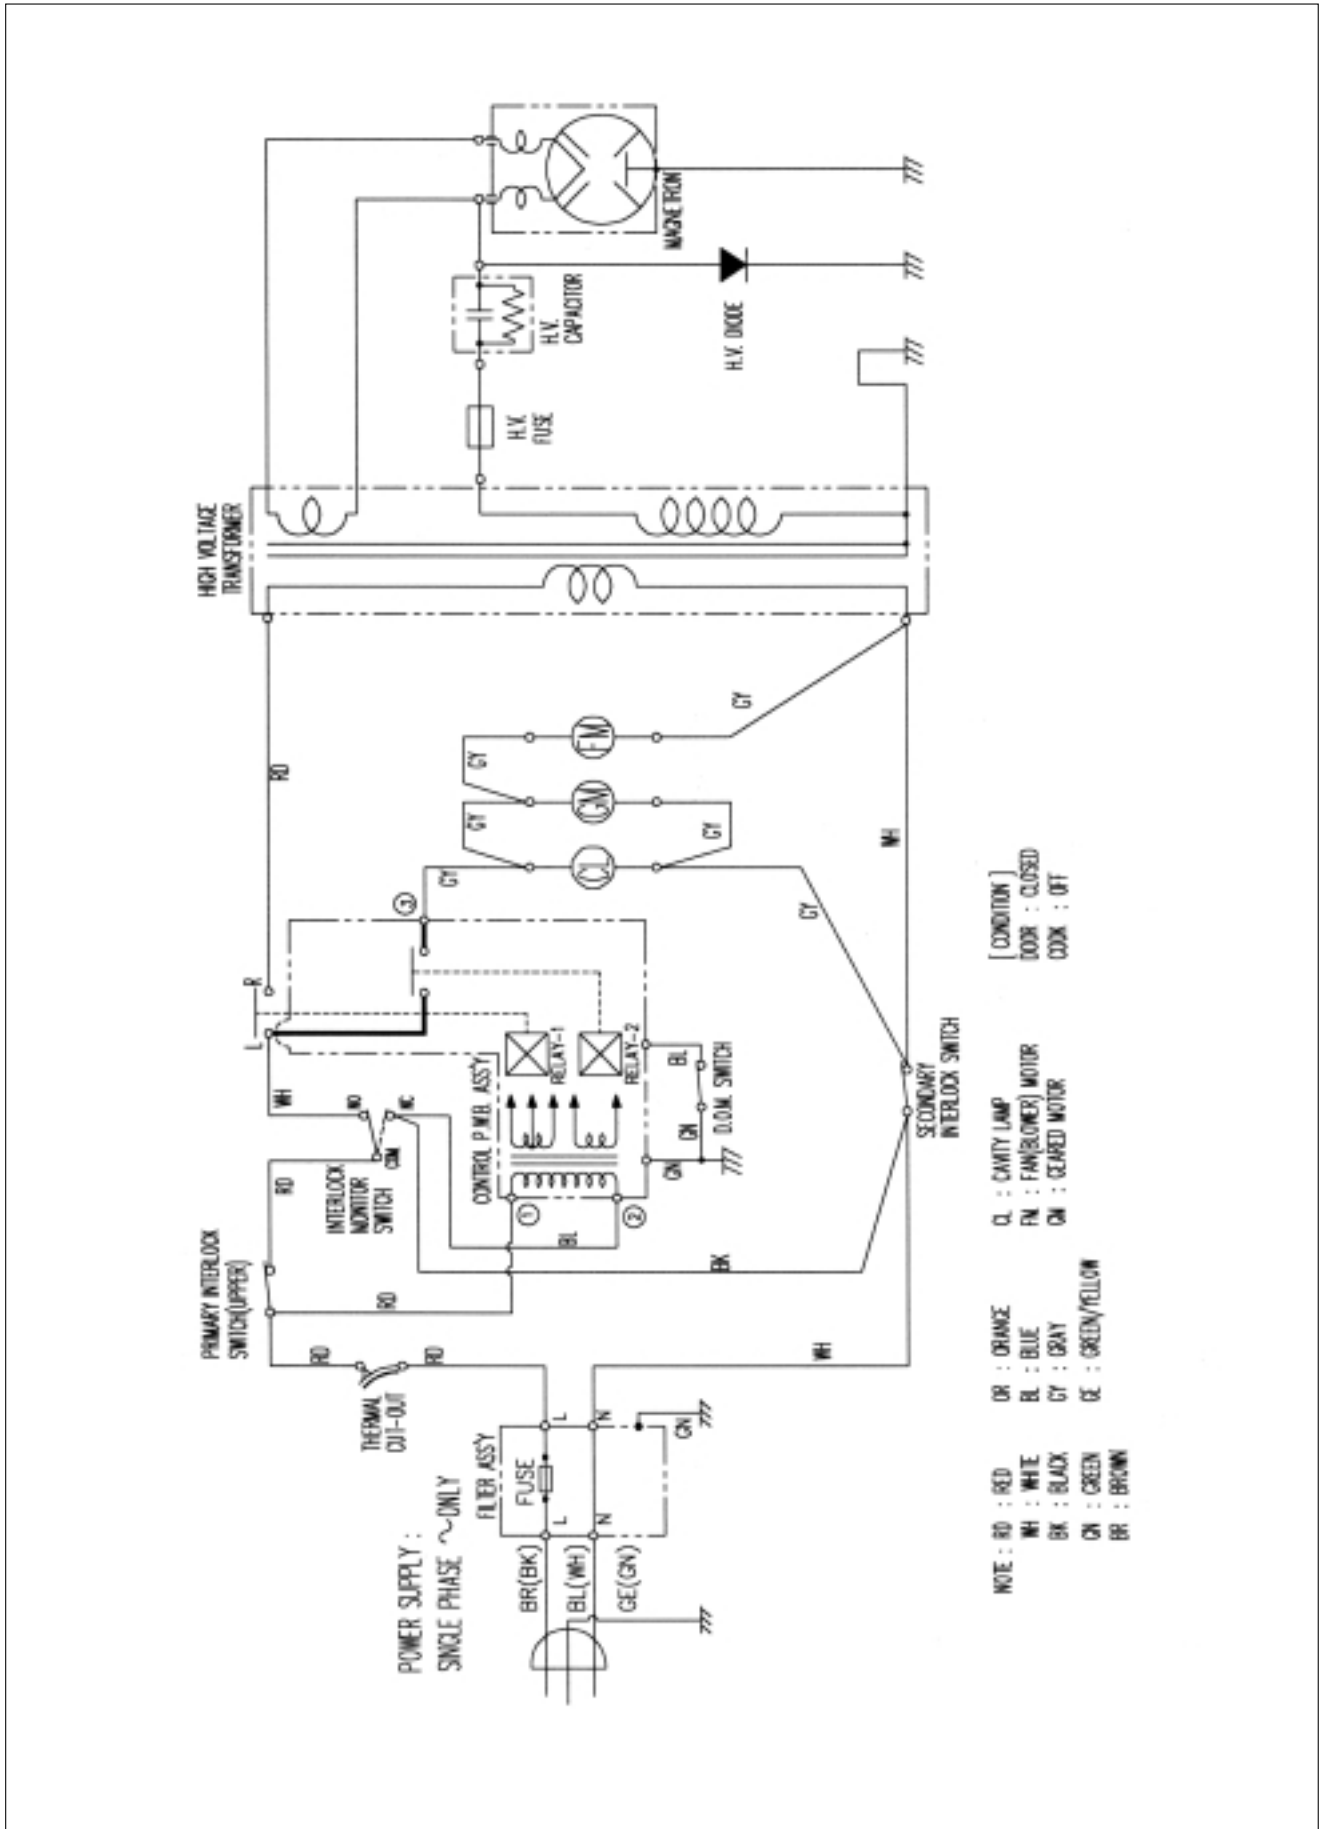 POWER SUPPLY :
SINGLE PHASE ~ ONLY
BR(BK)
BL(WH)
GE(GN)
FILTER ASS'Y
FUSE
L
N
L
N
GN
THERMAL
CUT-OUT
RD
RD
WH
PRIMARY INTERLOCK
SWITCH(UPPER)
RD
RD
INTERLOCK
MONITOR
SWITCH
COM
NO
NC
WH
BL
BK
CONTROL P.W.B. ASS'Y
1
2
3
RELAY-1
RELAY-2
GN
GN
BL
D.O.M. SWITCH
L
R
RD
SECONDARY
INTERLOCK SWITCH
GY
GY
GY
GY
GY
GY
CL
GM
FM
WH
HIGH VOLTAGE
TRANSFORMER
H.V.
FUSE
H.V.
CAPACITOR
H.V. DIODE
MAGNETRON
NOTE : RD : RED
WH : WHITE
BK : BLACK
GN : GREEN
BR : BROWN
OR : ORANGE
BL : BLUE
GY : GRAY
GE : GREEN/YELLOW
CL : CAVITY LAMP
FM : FAN(BLOWER) MOTOR
GM : GEARED MOTOR
[ CONDITION ]
DOOR : CLOSED
COOK : OFF